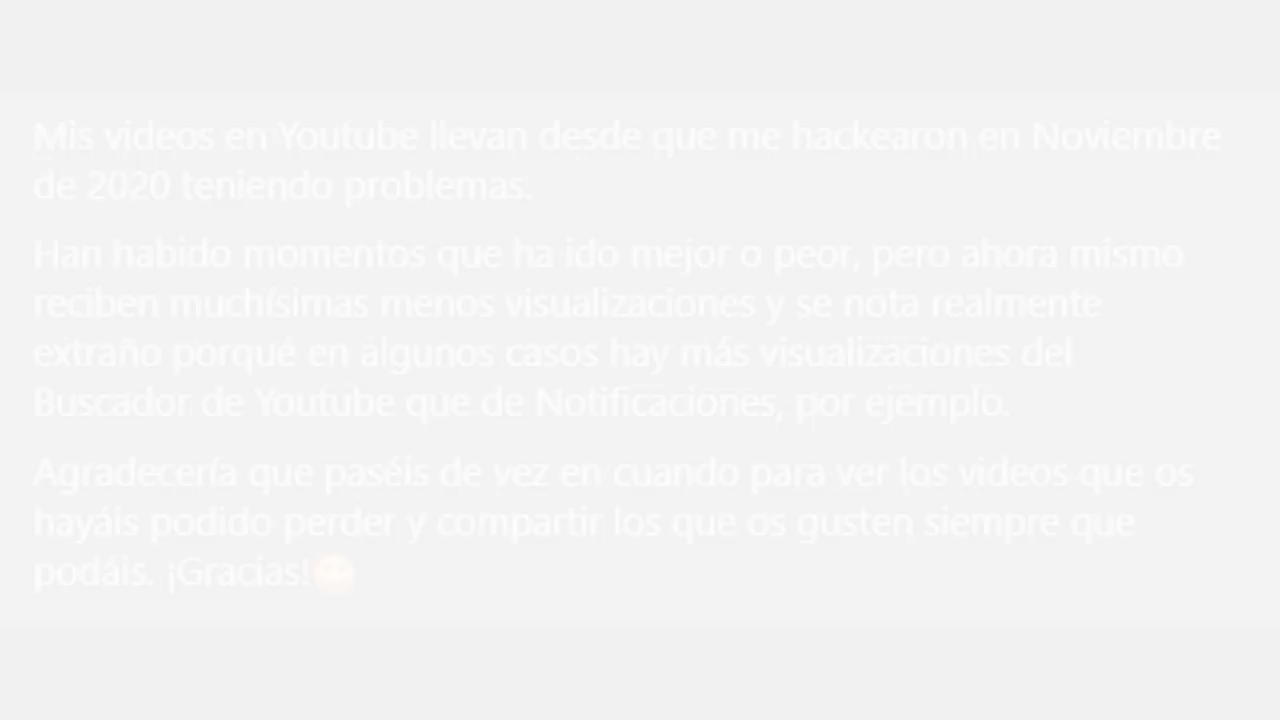 Mis videos en Youtube llevan desde que me hackearon en Noviembre
de 2020 teniendo problemas.
Han habido momentos que ha ido mejor o peor, pero ahora mismo
reciben muchísimas menos visualizaciones y se nota realmente
extraño porqué en algunos casos hay más visualizaciones del
Buscador de Youtube que de Notificaciones, por ejemplo.
Agradecería que paséis de vez en cuando para ver los videos que os
hayáis podido perder y compartir los que os gusten siempre que
podáis. ¡Gracias!